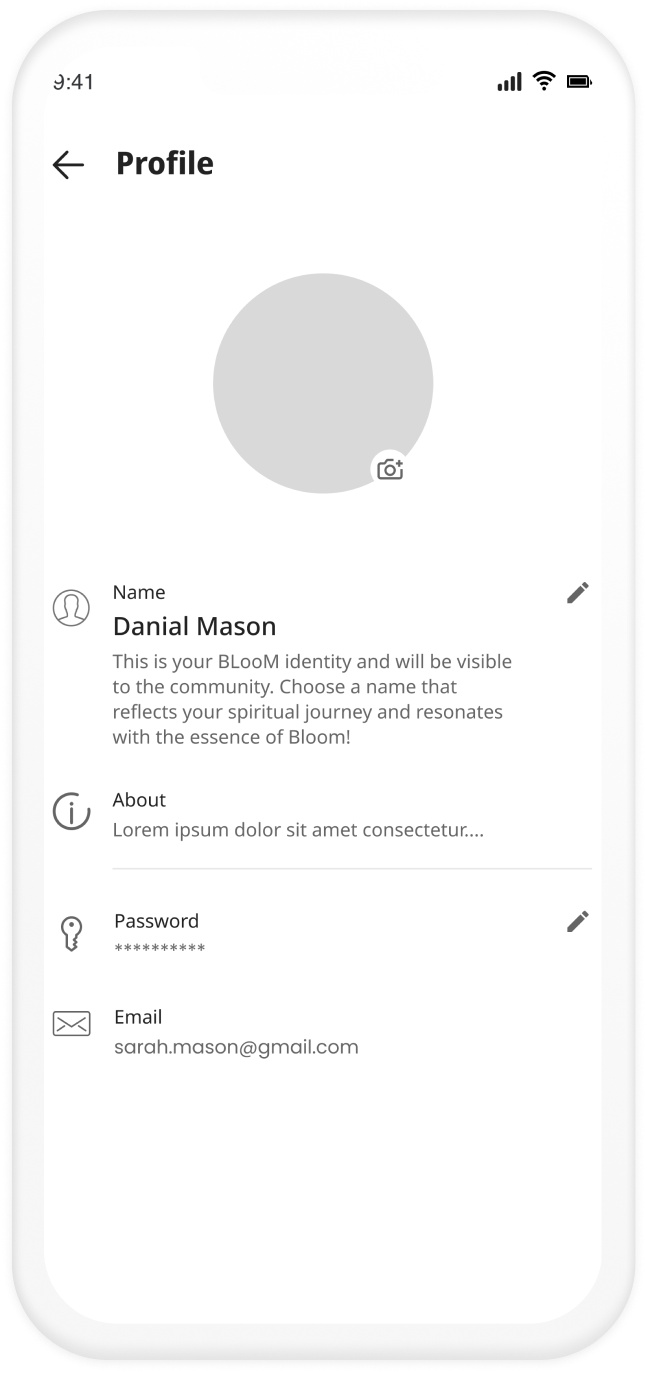 9:41
Profile
Name
Danial Mason
This is your BLooM identity and will be visible
to the community. Choose a name that
reflects your spiritual journey and resonates
with the essence of Bloom!
About
Lorem ipsum dolor sit amet consectetur....
Password
**********
Email
sarah.mason@gmail.com